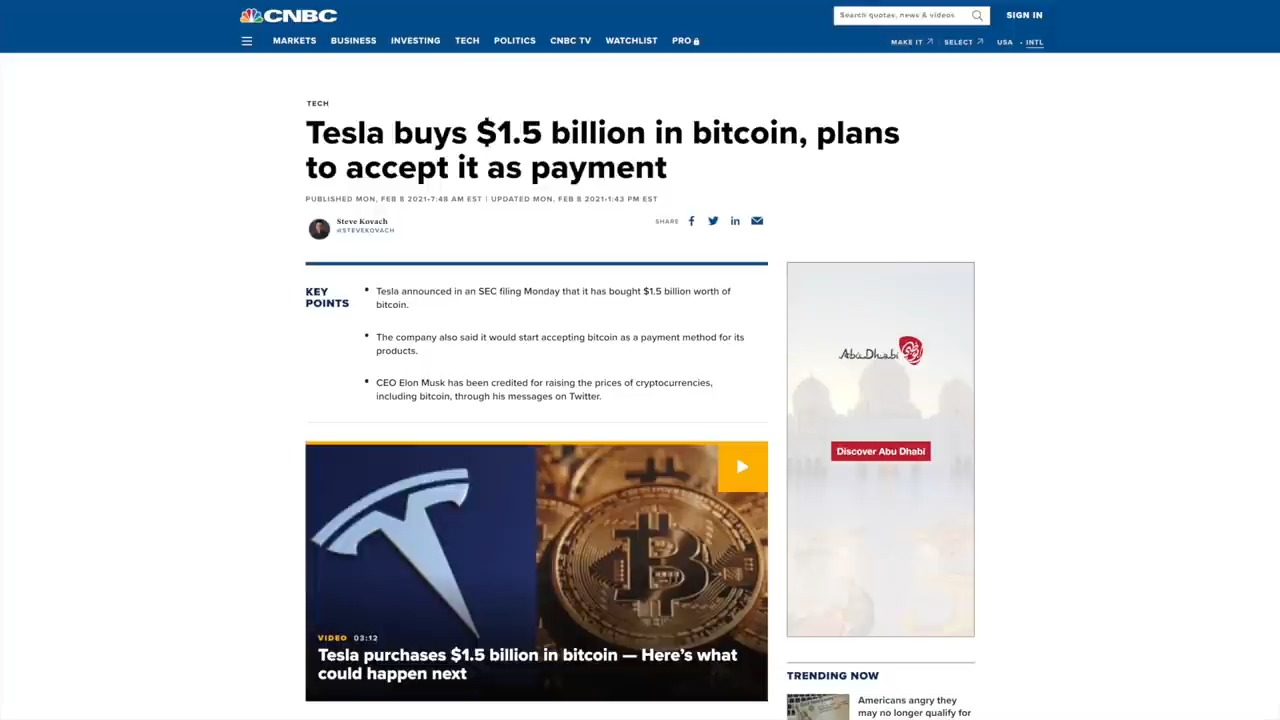 CNBC
Search quotes, news & videos
SIGN IN
MARKETS BUSINESS INVESTING TECH POLITICS CNBC TV WATCHLIST PRO
MAKE IT SELECT USA • INTL
TECH
Tesla buys $1.5 billion in bitcoin, plans
to accept it as payment
PUBLISHED MON, FEB 8 2021•7:48 AM EST | UPDATED MON, FEB 8 2021•1:43 PM EST
Steve Kovach
@STEVEKOVACH
SHARE
KEY
POINTS
• Tesla announced in an SEC filing Monday that it has bought $1.5 billion worth of
bitcoin.
• The company also said it would start accepting bitcoin as a payment method for its
products.
• CEO Elon Musk has been credited for raising the prices of cryptocurrencies,
including bitcoin, through his messages on Twitter.
Abu Dhabi
Discover Abu Dhabi
VIDEO 03:12
Tesla purchases $1.5 billion in bitcoin — Here's what
could happen next
TRENDING NOW
Americans angry they
may no longer qualify for